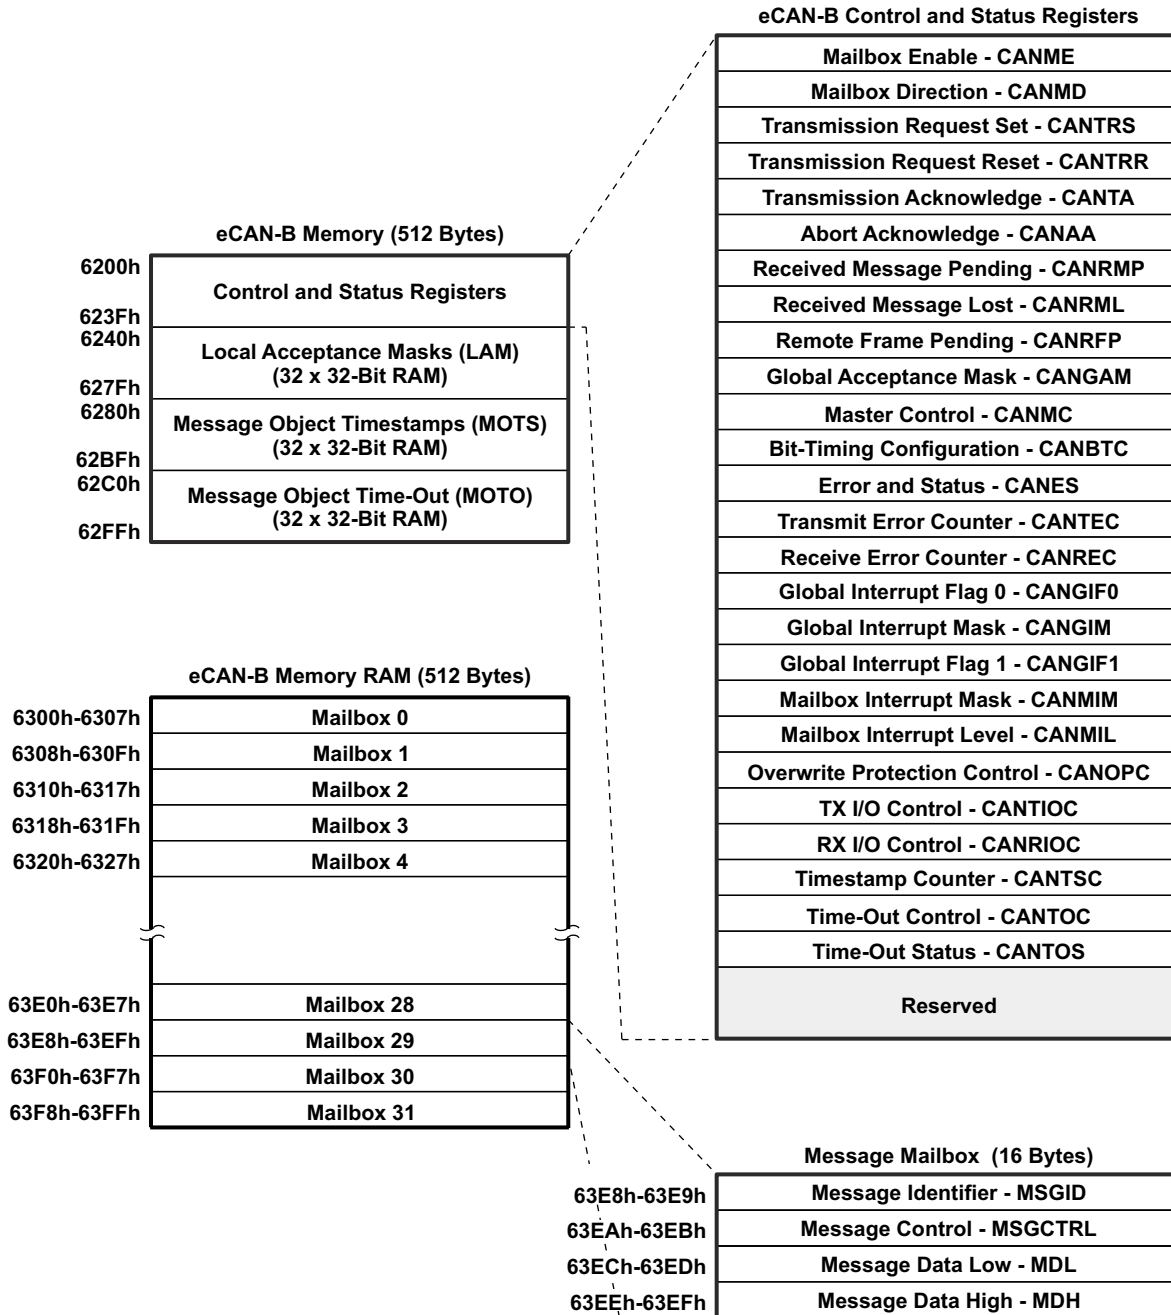 eCAN-B Control and Status Registers
Mailbox Enable - CANME
Mailbox Direction - CANMD
Transmission Request Set - CANTRS
Transmission Request Reset - CANTRR
Transmission Acknowledge - CANTA
Abort Acknowledge - CANAA
Received Message Pending - CANRMP
Received Message Lost - CANRML
Remote Frame Pending - CANRFP
Global Acceptance Mask - CANGAM
Master Control - CANMC
Bit-Timing Configuration - CANBTC
Error and Status - CANES
Transmit Error Counter - CANTEC
Receive Error Counter - CANREC
Global Interrupt Flag 0 - CANGIF0
Global Interrupt Mask - CANGIM
Global Interrupt Flag 1 - CANGIF1
Mailbox Interrupt Mask - CANMIM
Mailbox Interrupt Level - CANMIL
Overwrite Protection Control - CANOPC
TX I/O Control - CANTIOC
RX I/O Control - CANRIOC
Timestamp Counter - CANTSC
Time-Out Control - CANTOC
Time-Out Status - CANTOS
Reserved
eCAN-B Memory (512 Bytes)
6200h
Control and Status Registers
623Fh
6240h
Local Acceptance Masks (LAM)
(32 x 32-Bit RAM)
627Fh
6280h
Message Object Timestamps (MOTS)
(32 x 32-Bit RAM)
62BFh
62C0h
Message Object Time-Out (MOTO)
(32 x 32-Bit RAM)
62FFh
eCAN-B Memory RAM (512 Bytes)
6300h-6307h Mailbox 0
6308h-630Fh Mailbox 1
6310h-6317h Mailbox 2
6318h-631Fh Mailbox 3
6320h-6327h Mailbox 4
63E0h-63E7h Mailbox 28
63E8h-63EFh Mailbox 29
63F0h-63F7h Mailbox 30
63F8h-63FFh Mailbox 31
Message Mailbox (16 Bytes)
63E8h-63E9h Message Identifier - MSGID
63EAh-63EBh Message Control - MSGCTRL
63ECh-63EDh Message Data Low - MDL
63EEh-63EFh Message Data High - MDH